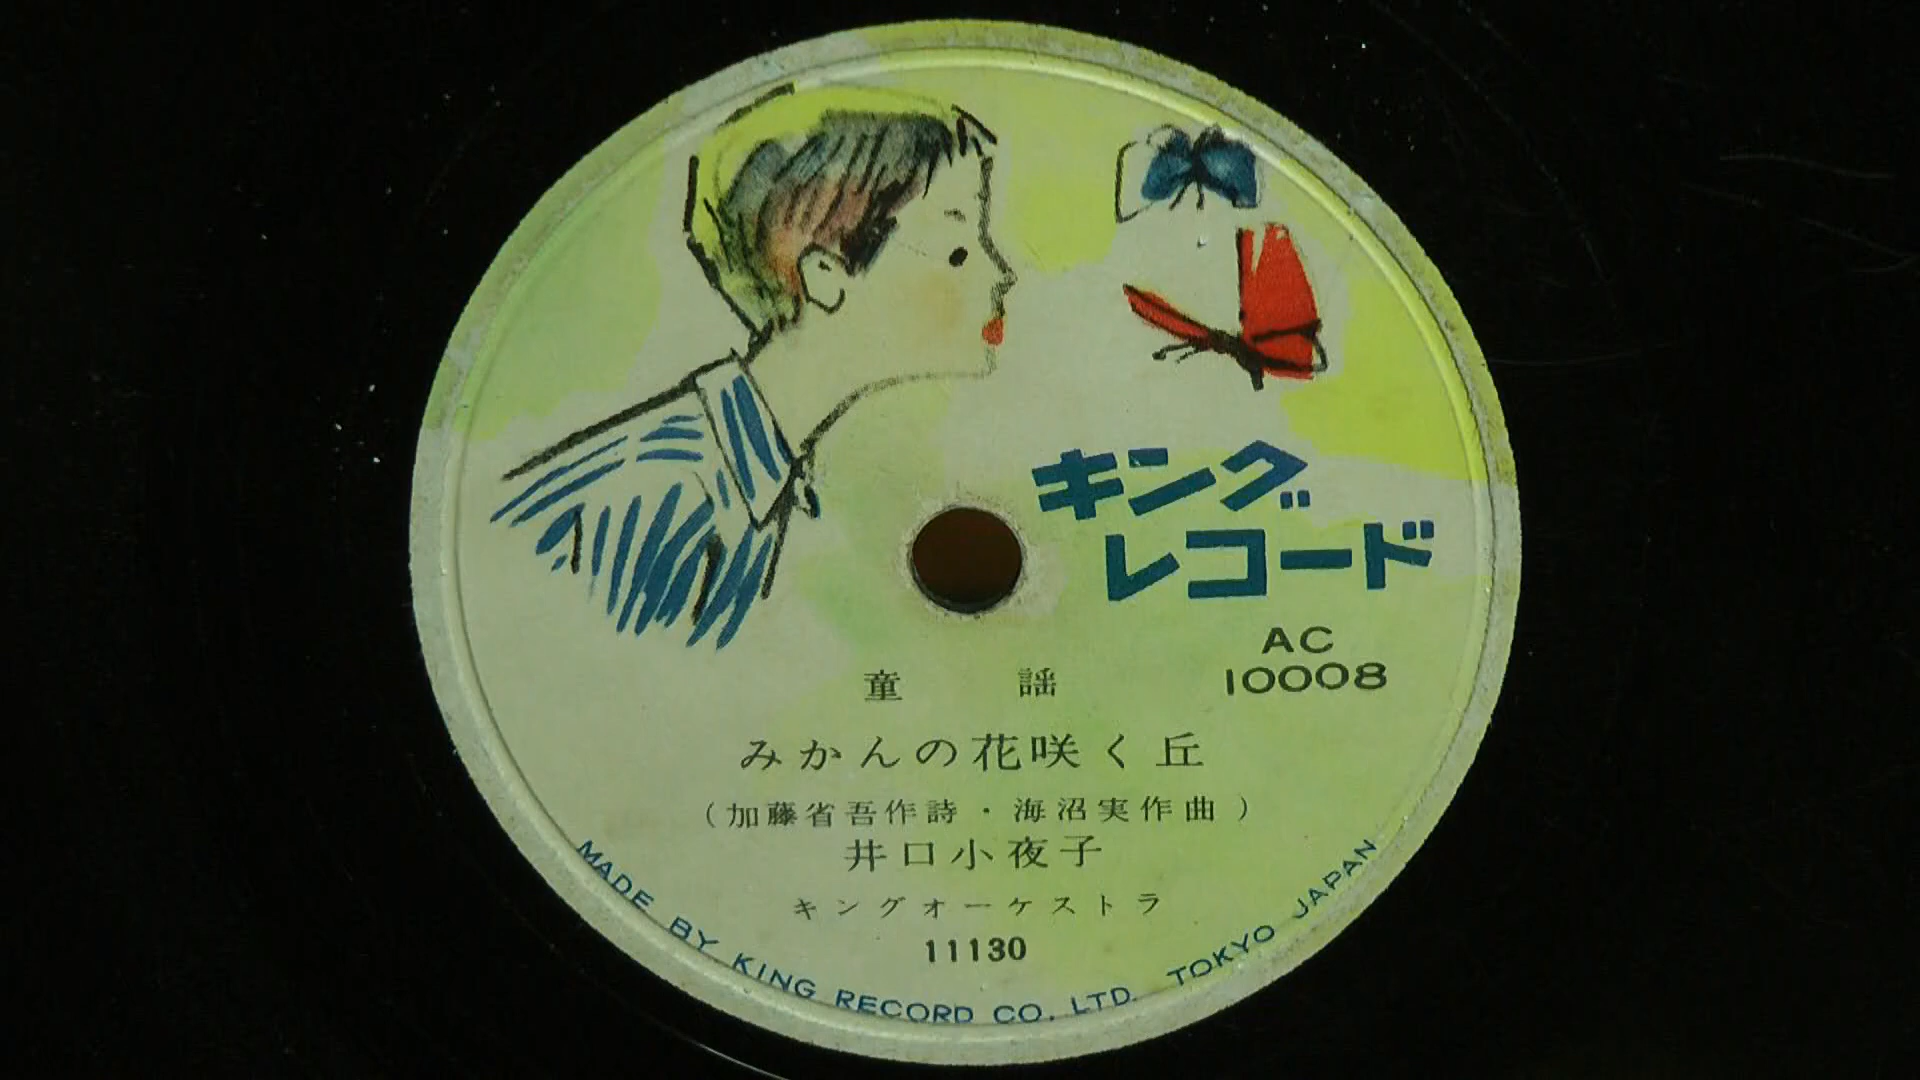 キング
レコード
AC
10008
童謡
みかんの花咲く丘
(加藤省吾作詩・海沼実作曲)
井口小夜子
キングオーケストラ
11130
MADE BY KING RECORD CO. LTD. TOKYO JAPAN